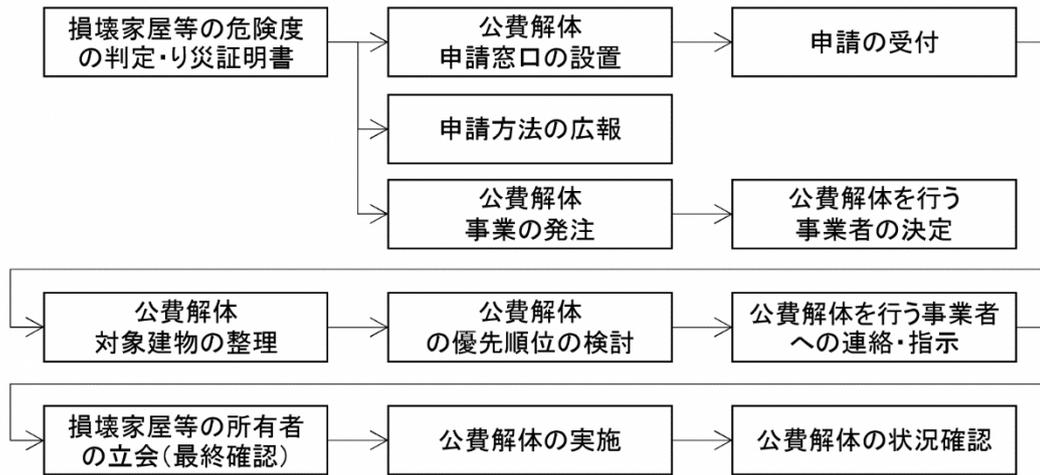 損壊家屋等の危険度
の判定・り災証明書
公費解体
申請窓口の設置
申請の受付
申請方法の広報
公費解体
事業の発注
公費解体を行う
事業者の決定
公費解体
対象建物の整理
公費解体
の優先順位の検討
公費解体を行う事業者
への連絡・指示
損壊家屋等の所有者
の立会(最終確認)
公費解体の実施
公費解体の状況確認